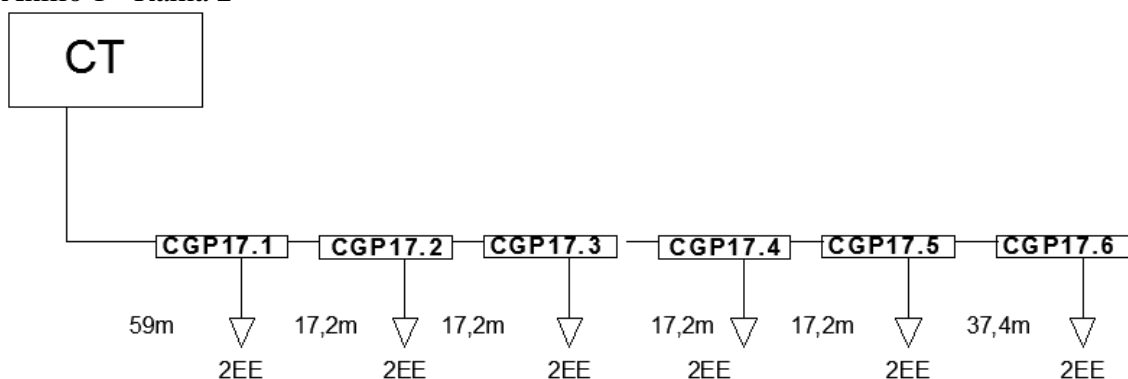 CT
CGP17.1 CGP17.2 CGP17.3 CGP17.4 CGP17.5 CGP17.6
59m 17,2m 17,2m 17,2m 17,2m 37,4m
2EE 2EE 2EE 2EE 2EE 2EE